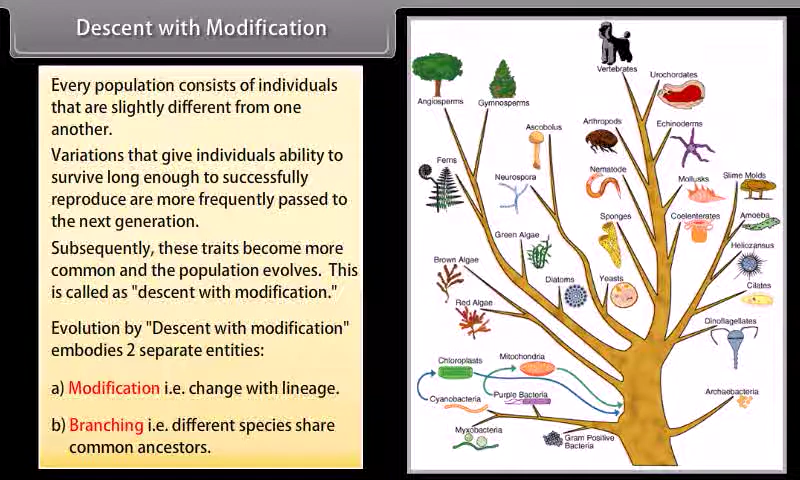 Descent with Modification
Every population consists of individuals
that are slightly different from one
another.
Variations that give individuals ability to
survive long enough to successfully
reproduce are more frequently passed to
the next generation.
Subsequently, these traits become more
common and the population evolves. This
is called as "descent with modification."
Evolution by "Descent with modification"
embodies 2 separate entities:
a) Modification i.e. change with lineage.
b) Branching i.e. different species share
common ancestors.
Vertebrates
Urochordates
Angiosperms
Gymnosperms
Ascobolus
Arthropods
Echinoderms
Ferns
Neurospora
Nematode
Mollusks
Slime Molds
Sponges
Coelenterates
Amoeba
Green Algae
Heliozansus
Brown Algae
Diatoms
Yeasts
Ciliates
Red Algae
Dinoflagellates
Chloroplasts
Mitochondria
Cyanobacteria
Purple Bacteria
Archaebacteria
Myxobacteria
Gram Positive
Bacteria